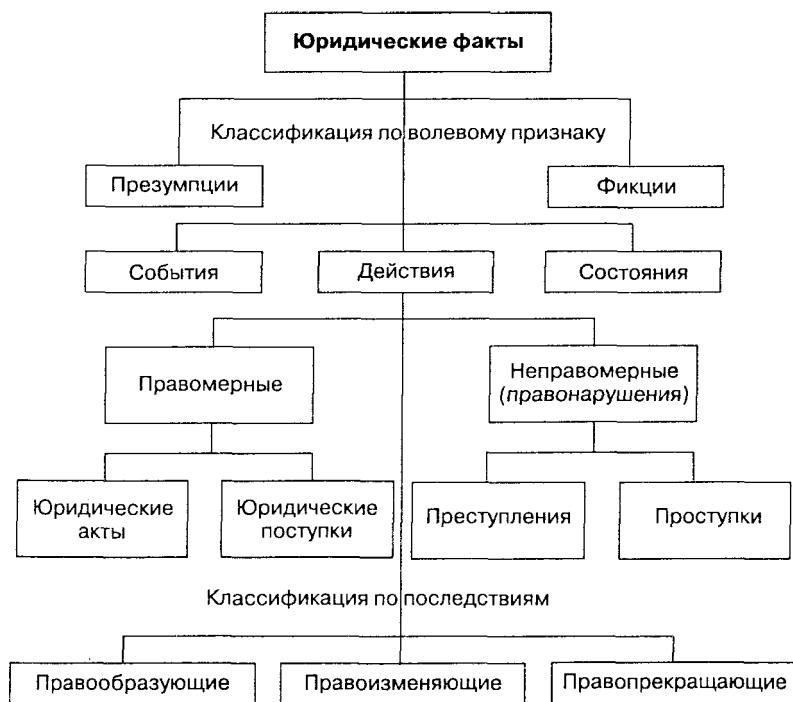 Юридические факты
Классификация по волевому признаку
Презумпции
Фикции
События
Действия
Состояния
Правомерные
Неправомерные
(правонарушения)
Юридические
акты
Юридические
поступки
Преступления
Проступки
Классификация по последствиям
Правообразующие
Правоизменяющие
Правопрекращающие